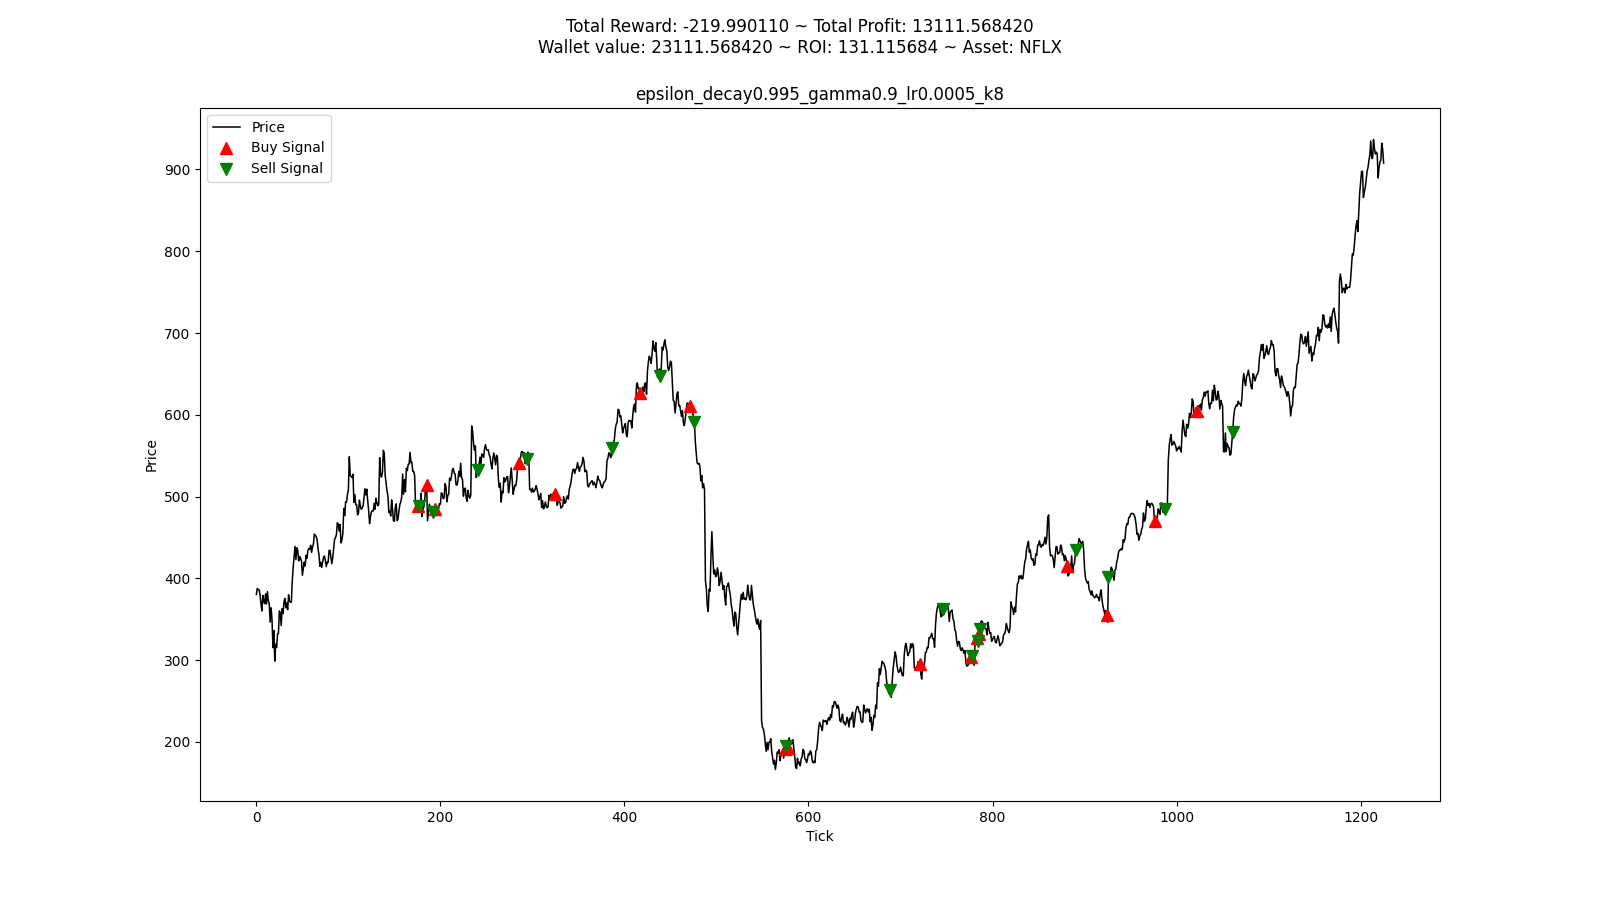 Total Reward: -219.990110 ~ Total Profit: 13111.568420
Wallet value: 23111.568420 ~ ROI: 131.115684 ~ Asset: NFLX
epsilon_decay0.995_gamma0.9_lr0.0005_k8
Price
Buy Signal
Sell Signal
900
800
700
600
500
400
300
200
Price
0 200 400 600 800 1000 1200
Tick